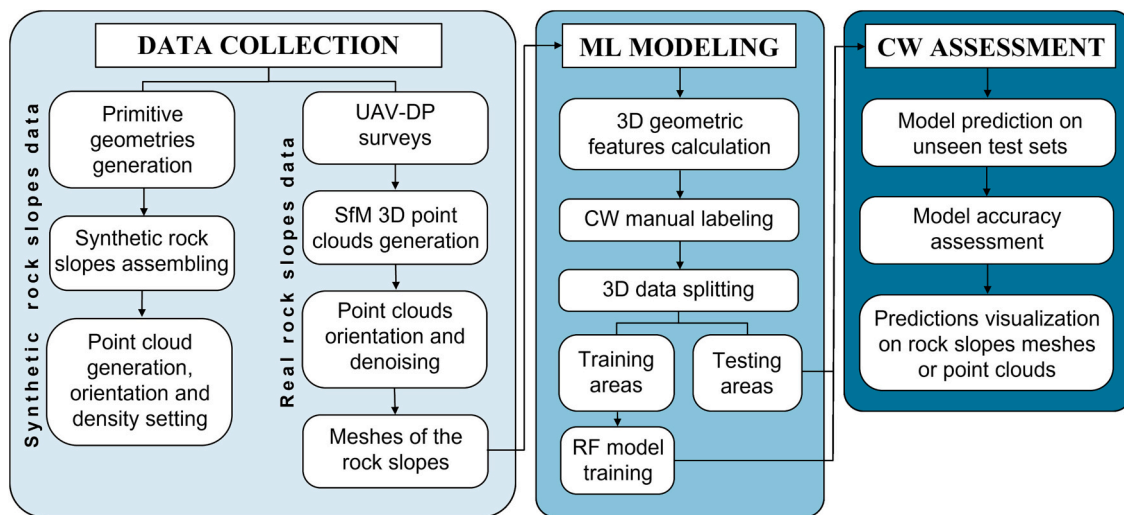 DATA COLLECTION
Synthetic rock slopes data
Primitive
geometries
generation
Synthetic rock
slopes assembling
Point cloud
generation,
orientation and
density setting
Real rock slopes data
UAV-DP
surveys
SfM 3D point
clouds generation
Point clouds
orientation and
denoising
Meshes of the
rock slopes
ML MODELING
3D geometric
features calculation
CW manual labeling
3D data splitting
Training
areas
Testing
areas
RF model
training
CW ASSESSMENT
Model prediction on
unseen test sets
Model accuracy
assessment
Predictions visualization
on rock slopes meshes
or point clouds